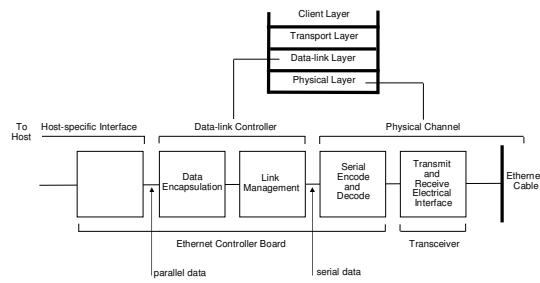 Client Layer
Transport Layer
Data-link Layer
Physical Layer
To
Host
Host-specific Interface
Data-link Controller
Physical Channel
Data
Encapsulation
Link
Management
Serial
Encode
and
Decode
Transmit
and
Receive
Electrical
Interface
Etherne
Cable
Ethernet Controller Board
Transceiver
parallel data
serial data